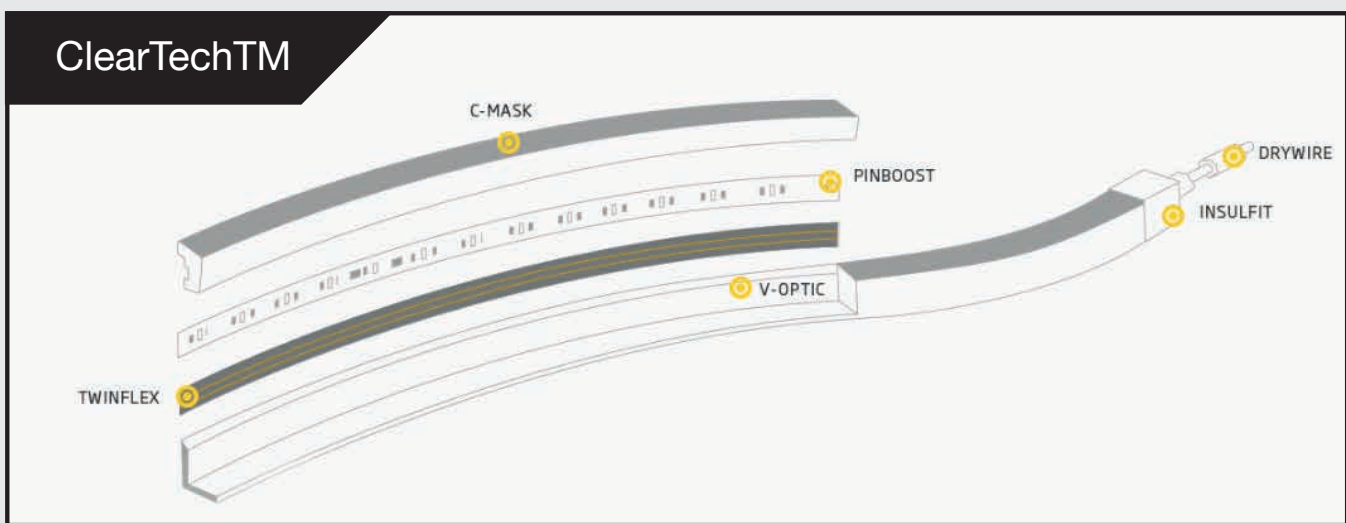 ClearTechTM
C-MASK
DRYWIRE
PINBOOST
INSULFIT
V-OPTIC
TWINFLEX